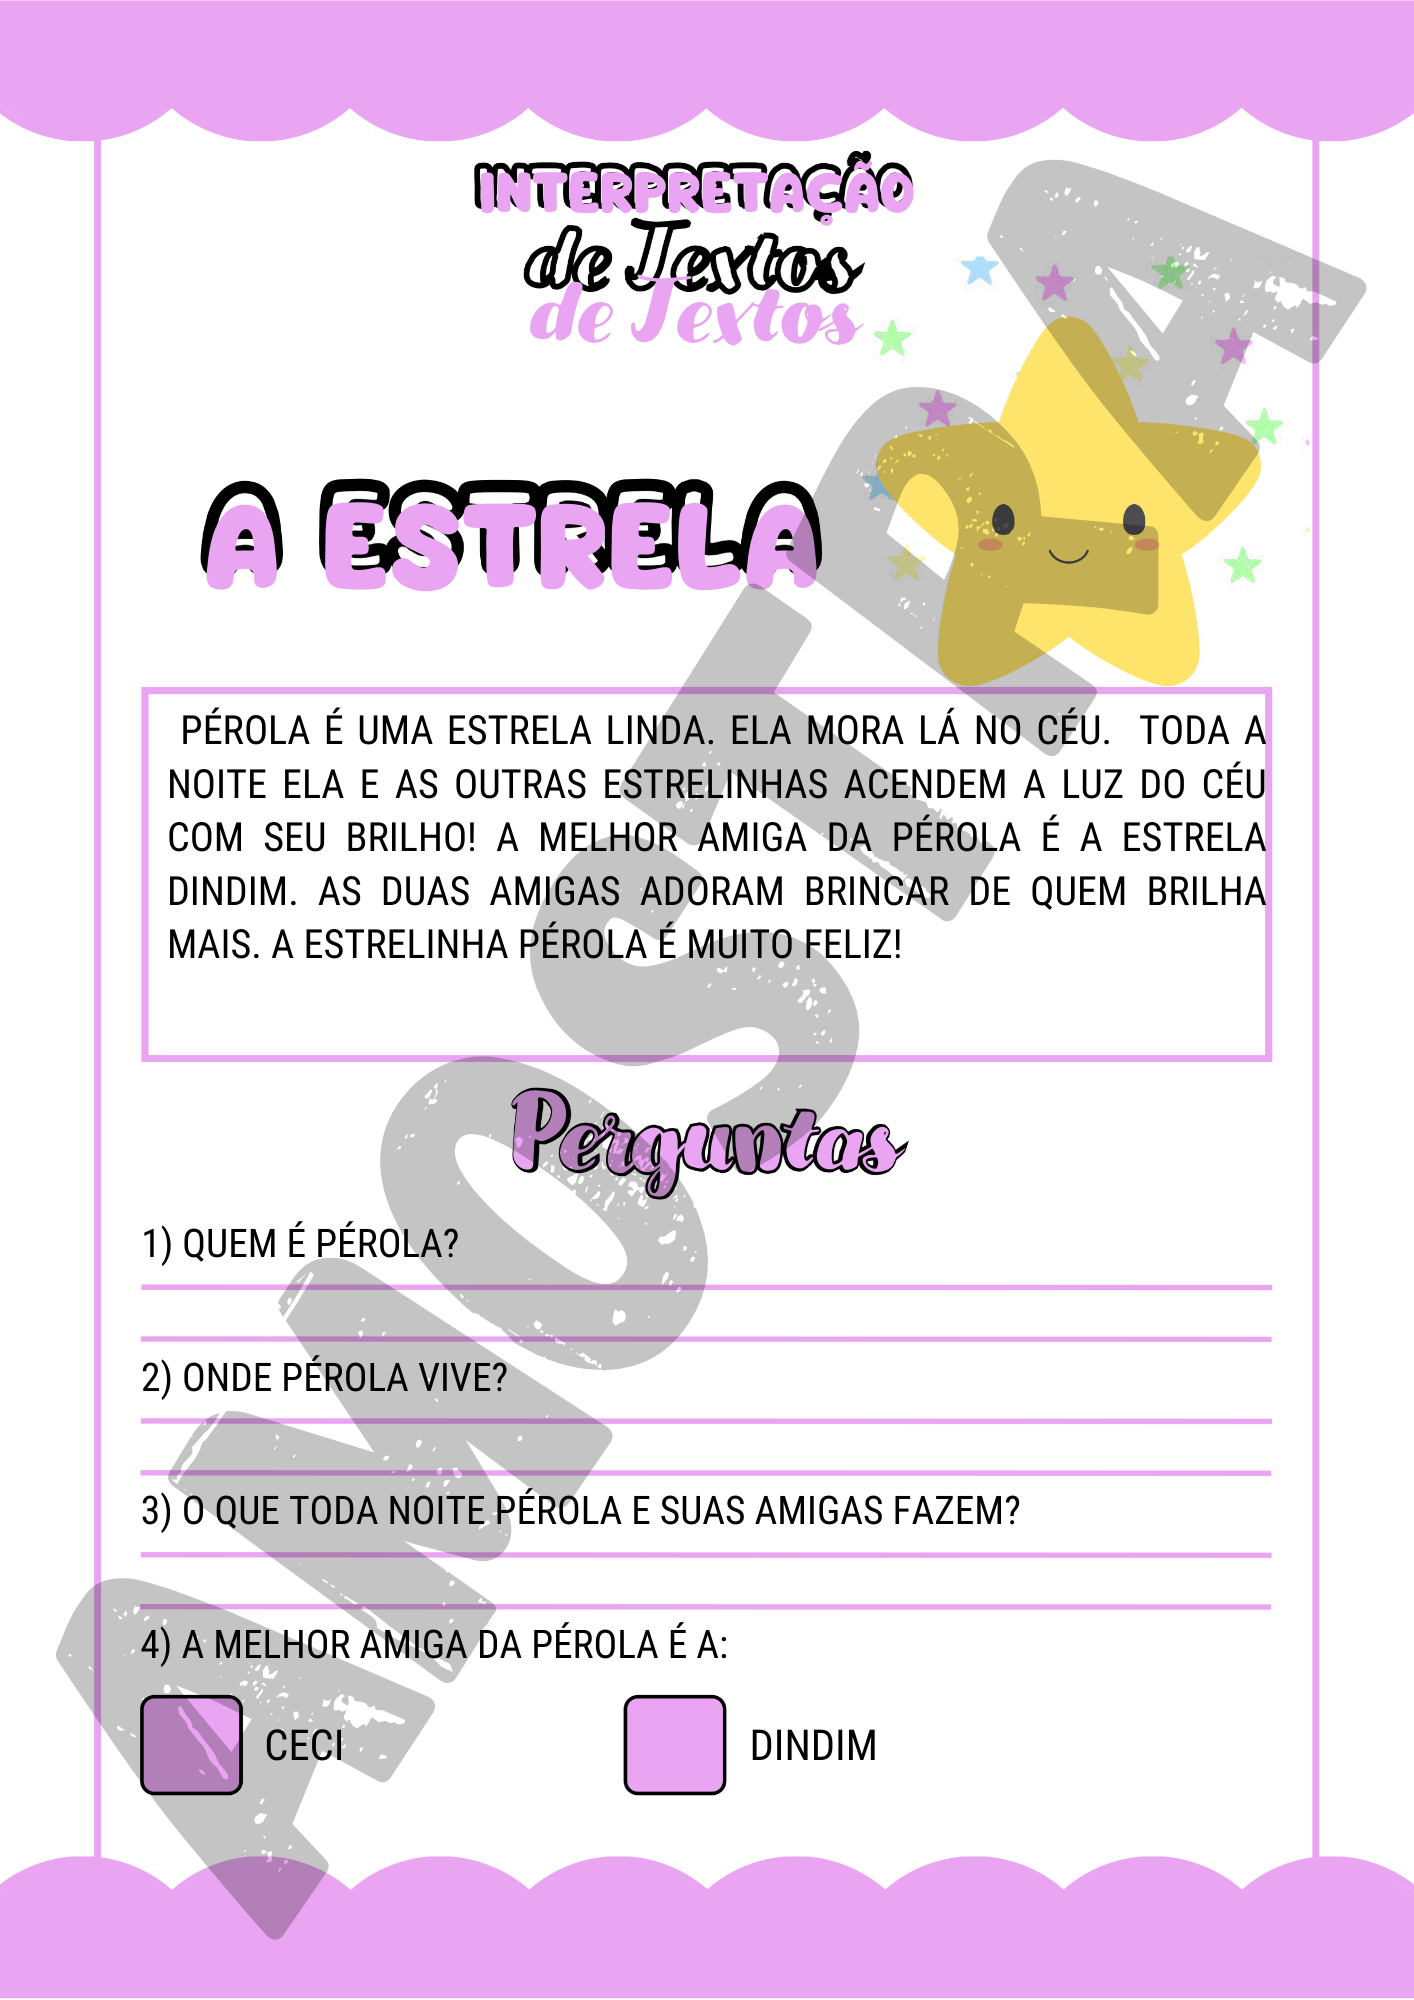 INTERPRETAÇÃO
de Textos
de Textos
A ESTRELA
PÉROLA É UMA ESTRELA LINDA. ELA MORA LÁ NO CÉU. TODA A
NOITE ELA E AS OUTRAS ESTRELINHAS ACENDEM A LUZ DO CÉU
COM SEU BRILHO! A MELHOR AMIGA DA PÉROLA É A ESTRELA
DINDIM. AS DUAS AMIGAS ADORAM BRINCAR DE QUEM BRILHA
MAIS. A ESTRELINHA PÉROLA É MUITO FELIZ!
Perguntas
1) QUEM É PÉROLA?
2) ONDE PÉROLA VIVE?
3) O QUE TODA NOITE PÉROLA E SUAS AMIGAS FAZEM?
4) A MELHOR AMIGA DA PÉROLA É A:
CECI DINDIM
AMOSTRA